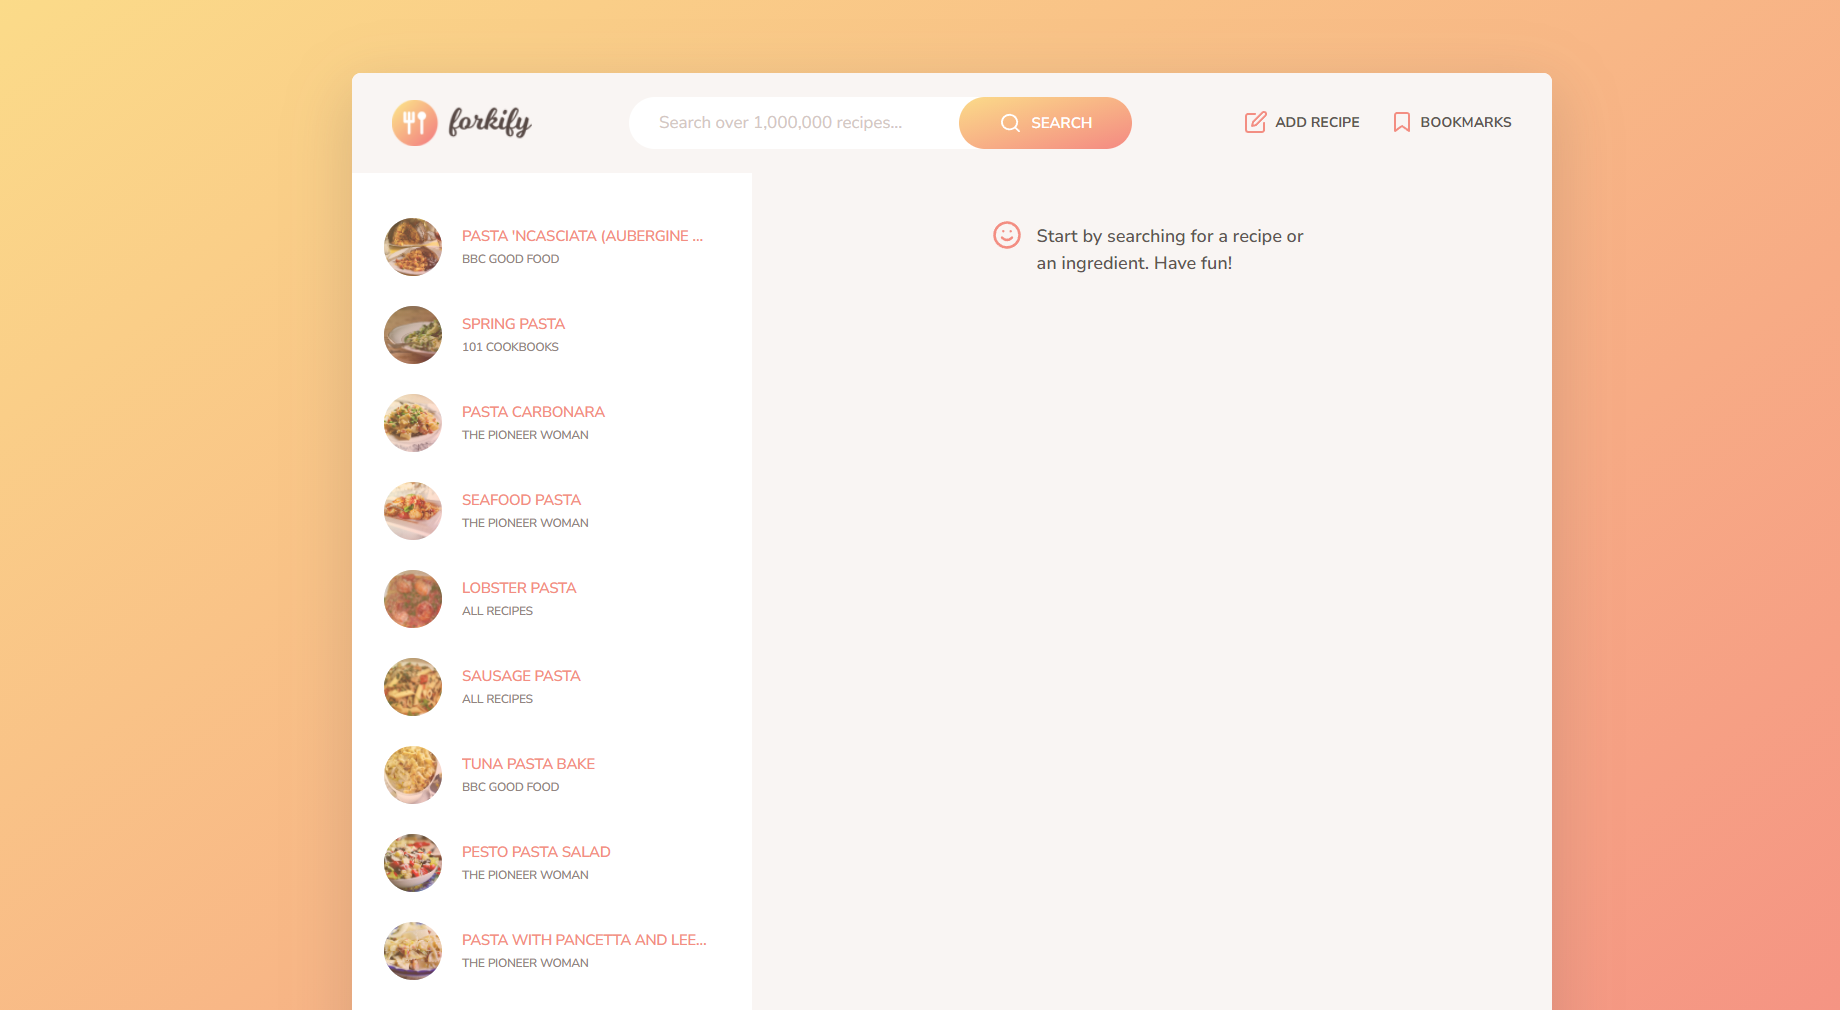 forkify
Search over 1,000,000 recipes...
SEARCH
ADD RECIPE
BOOKMARKS
PASTA 'NCASCIATA (AUBERGINE ...
BBC GOOD FOOD
SPRING PASTA
101 COOKBOOKS
PASTA CARBONARA
THE PIONEER WOMAN
SEAFOOD PASTA
THE PIONEER WOMAN
LOBSTER PASTA
ALL RECIPES
SAUSAGE PASTA
ALL RECIPES
TUNA PASTA BAKE
BBC GOOD FOOD
PESTO PASTA SALAD
THE PIONEER WOMAN
PASTA WITH PANCETTA AND LEE...
THE PIONEER WOMAN
Start by searching for a recipe or
an ingredient. Have fun!